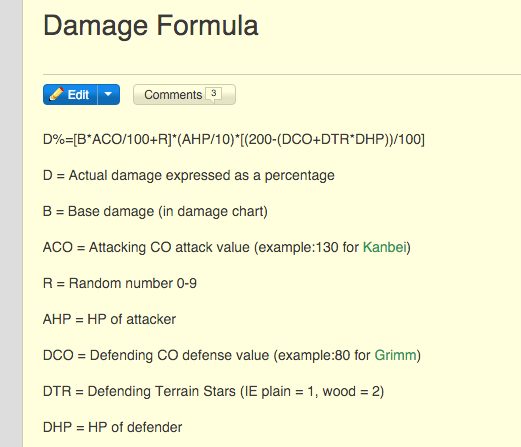 Damage Formula
Edit
Comments 3
D%=[B*ACO/100+R]*(AHP/10)*[(200-(DCO+DTR*DHP))/100]
D = Actual damage expressed as a percentage
B = Base damage (in damage chart)
ACO = Attacking CO attack value (example:130 for Kanbei)
R = Random number 0-9
AHP = HP of attacker
DCO = Defending CO defense value (example:80 for Grimm)
DTR = Defending Terrain Stars (IE plain = 1, wood = 2)
DHP = HP of defender